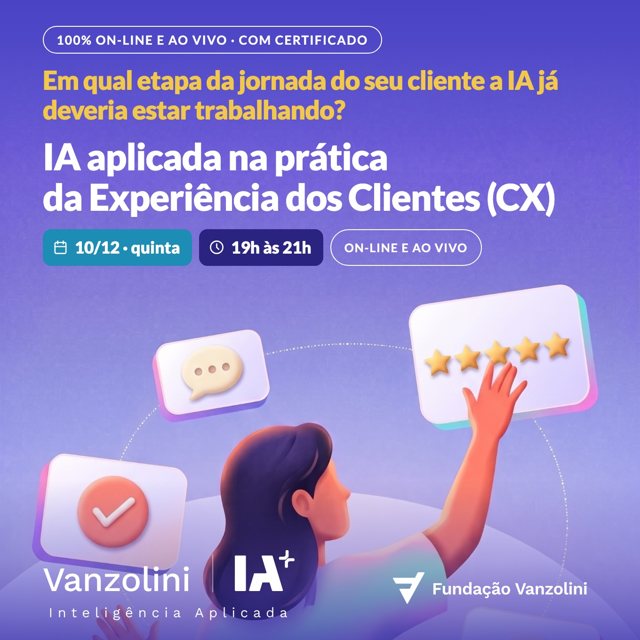 100% ON-LINE E AO VIVO · COM CERTIFICADO
Em qual etapa da jornada do seu cliente a IA já
deveria estar trabalhando?
IA aplicada na prática
da Experiência dos Clientes (CX)
10/12 · quinta
19h às 21h
ON-LINE E AO VIVO
Vanzolini IA+
Inteligência Aplicada
Fundação Vanzolini